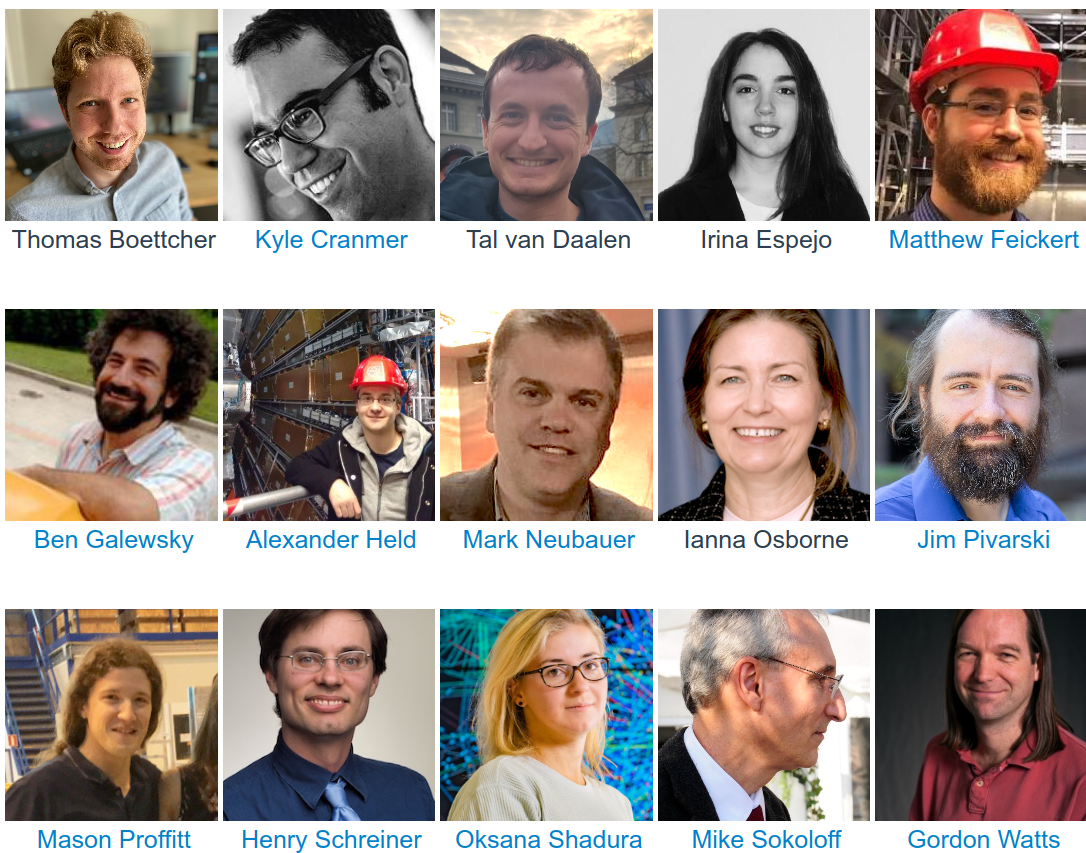 Thomas Boettcher Kyle Cranmer Tal van Daalen Irina Espejo Matthew Feickert
Ben Galewsky Alexander Held Mark Neubauer Ianna Osborne Jim Pivarski
Mason Proffitt Henry Schreiner Oksana Shadura Mike Sokoloff Gordon Watts